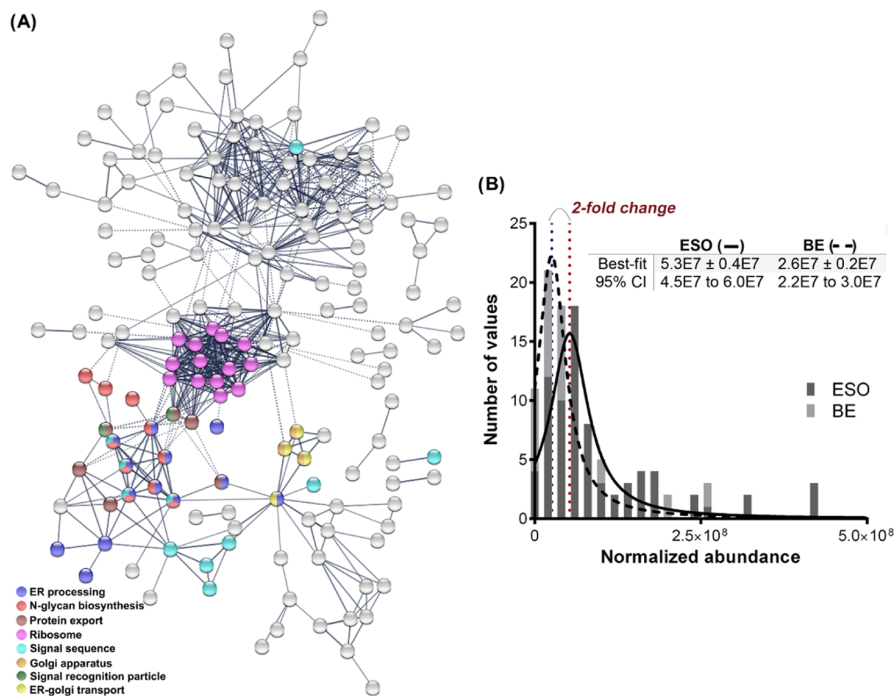 (A)
ER processing
N-glycan biosynthesis
Protein export
Ribosome
Signal sequence
Golgi apparatus
Signal recognition particle
ER-golgi transport
(B)
2-fold change
ESO (—) BE (- -)
Best-fit 5.3E7 ± 0.4E7 2.6E7 ± 0.2E7
95% CI 4.5E7 to 6.0E7 2.2E7 to 3.0E7
ESO
BE
Number of values
25
20
15
10
5
0
0 2.5×10⁸ 5.0×10⁸
Normalized abundance